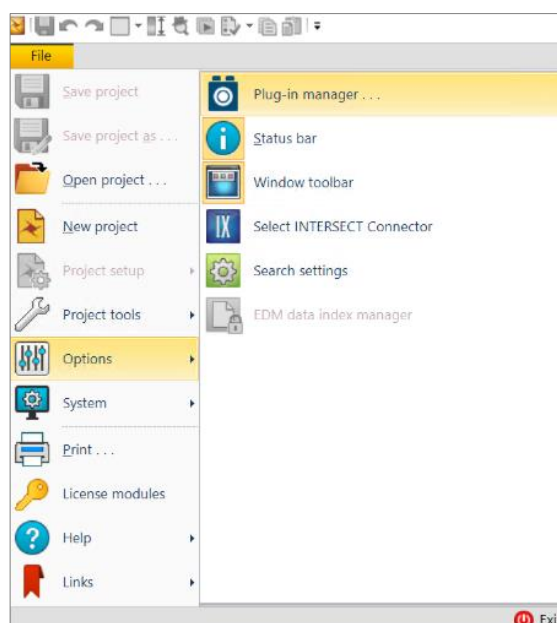 File
Save project
Save project as . . .
Open project . . .
New project
Project setup
Project tools
Options
System
Print . . .
License modules
Help
Links
Plug-in manager . . .
Status bar
Window toolbar
IX Select INTERSECT Connector
Search settings
EDM data index manager